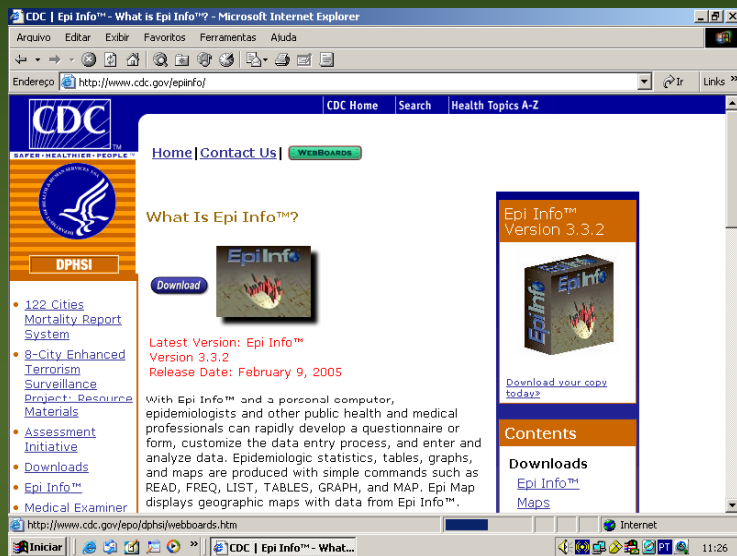 CDC | Epi Info™ - What is Epi Info™? - Microsoft Internet Explorer
Arquivo Editar Exibir Favoritos Ferramentas Ajuda
Endereço http://www.cdc.gov/epiinfo/ Ir Links »
CDC Home Search Health Topics A-Z
CDC™
SAFER • HEALTHIER • PEOPLE™
Home|Contact Us| WEBBOARDS
DPHSI
• 122 Cities
Mortality Report
System
• 8-City Enhanced
Terrorism
Surveillance
Project: Resource
Materials
• Assessment
Initiative
• Downloads
• Epi Info™
• Medical Examiner
What Is Epi Info™?
Download
EpiInfo
Latest Version: Epi Info™
Version 3.3.2
Release Date: February 9, 2005
With Epi Info™ and a personal computer,
epidemiologists and other public health and medical
professionals can rapidly develop a questionnaire or
form, customize the data entry process, and enter and
analyze data. Epidemiologic statistics, tables, graphs,
and maps are produced with simple commands such as
READ, FREQ, LIST, TABLES, GRAPH, and MAP. Epi Map
displays geographic maps with data from Epi Info™.
Epi Info™
Version 3.3.2
EpiInfo
EpiInfo
EpiInfo
Download your copy
today»
Contents
Downloads
Epi Info™
Maps
http://www.cdc.gov/epo/dphsi/webboards.htm Internet
Iniciar » CDC | Epi Info™ - What... PT 11:26